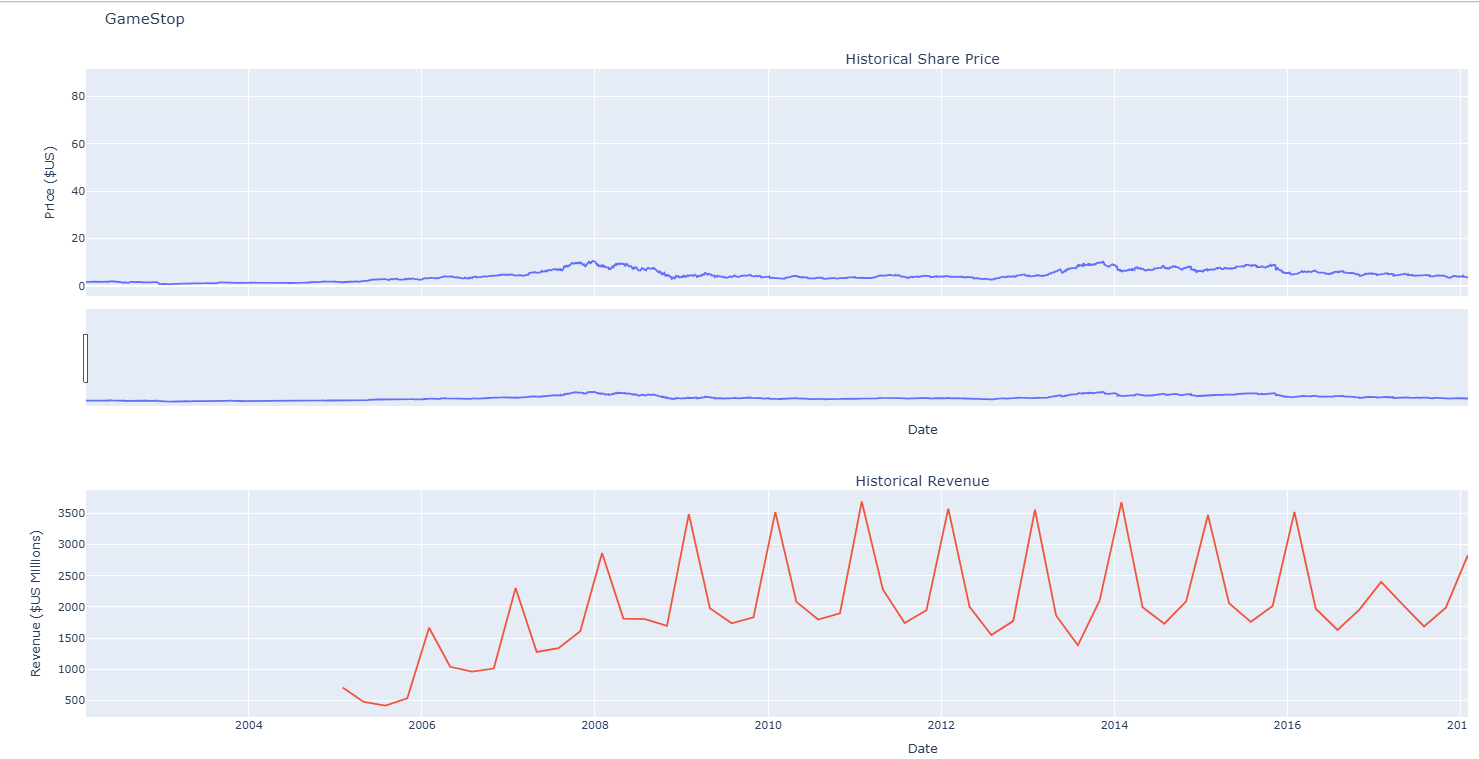 GameStop
Historical Share Price
80
60
40
20
0
Price ($US)
Date
Historical Revenue
3500
3000
2500
2000
1500
1000
500
Revenue ($US Millions)
2004 2006 2008 2010 2012 2014 2016 201
Date